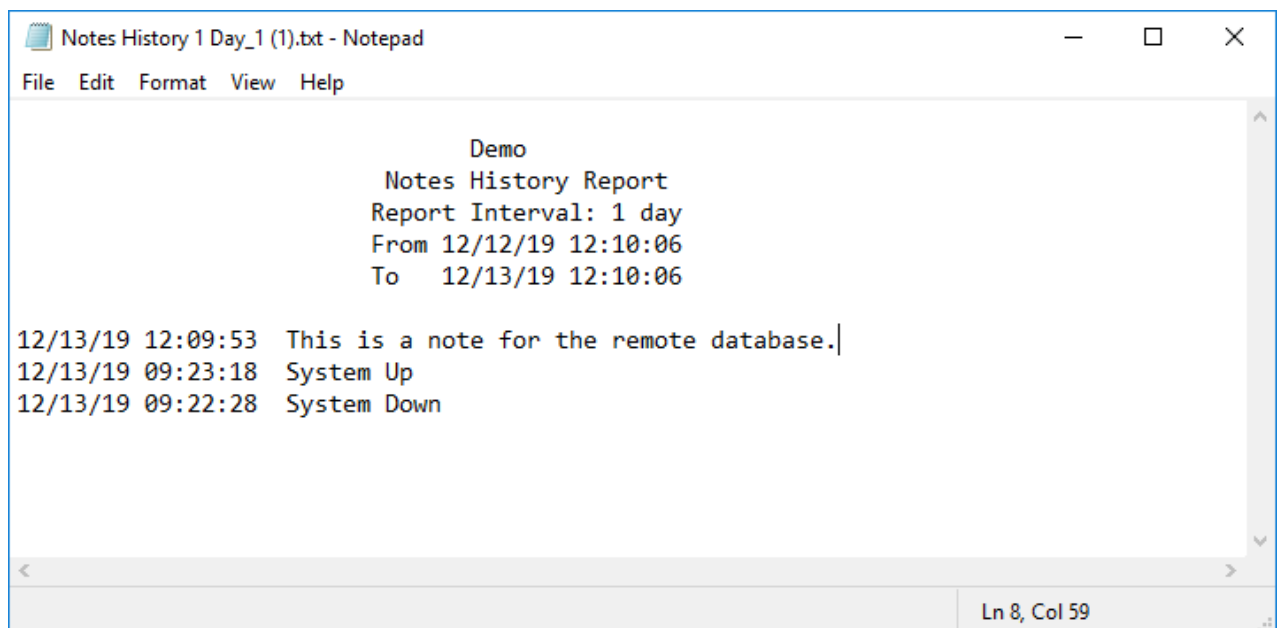 Notes History 1 Day_1 (1).txt - Notepad
File Edit Format View Help
Demo
Notes History Report
Report Interval: 1 day
From 12/12/19 12:10:06
To 12/13/19 12:10:06
12/13/19 12:09:53 This is a note for the remote database.
12/13/19 09:23:18 System Up
12/13/19 09:22:28 System Down
Ln 8, Col 59